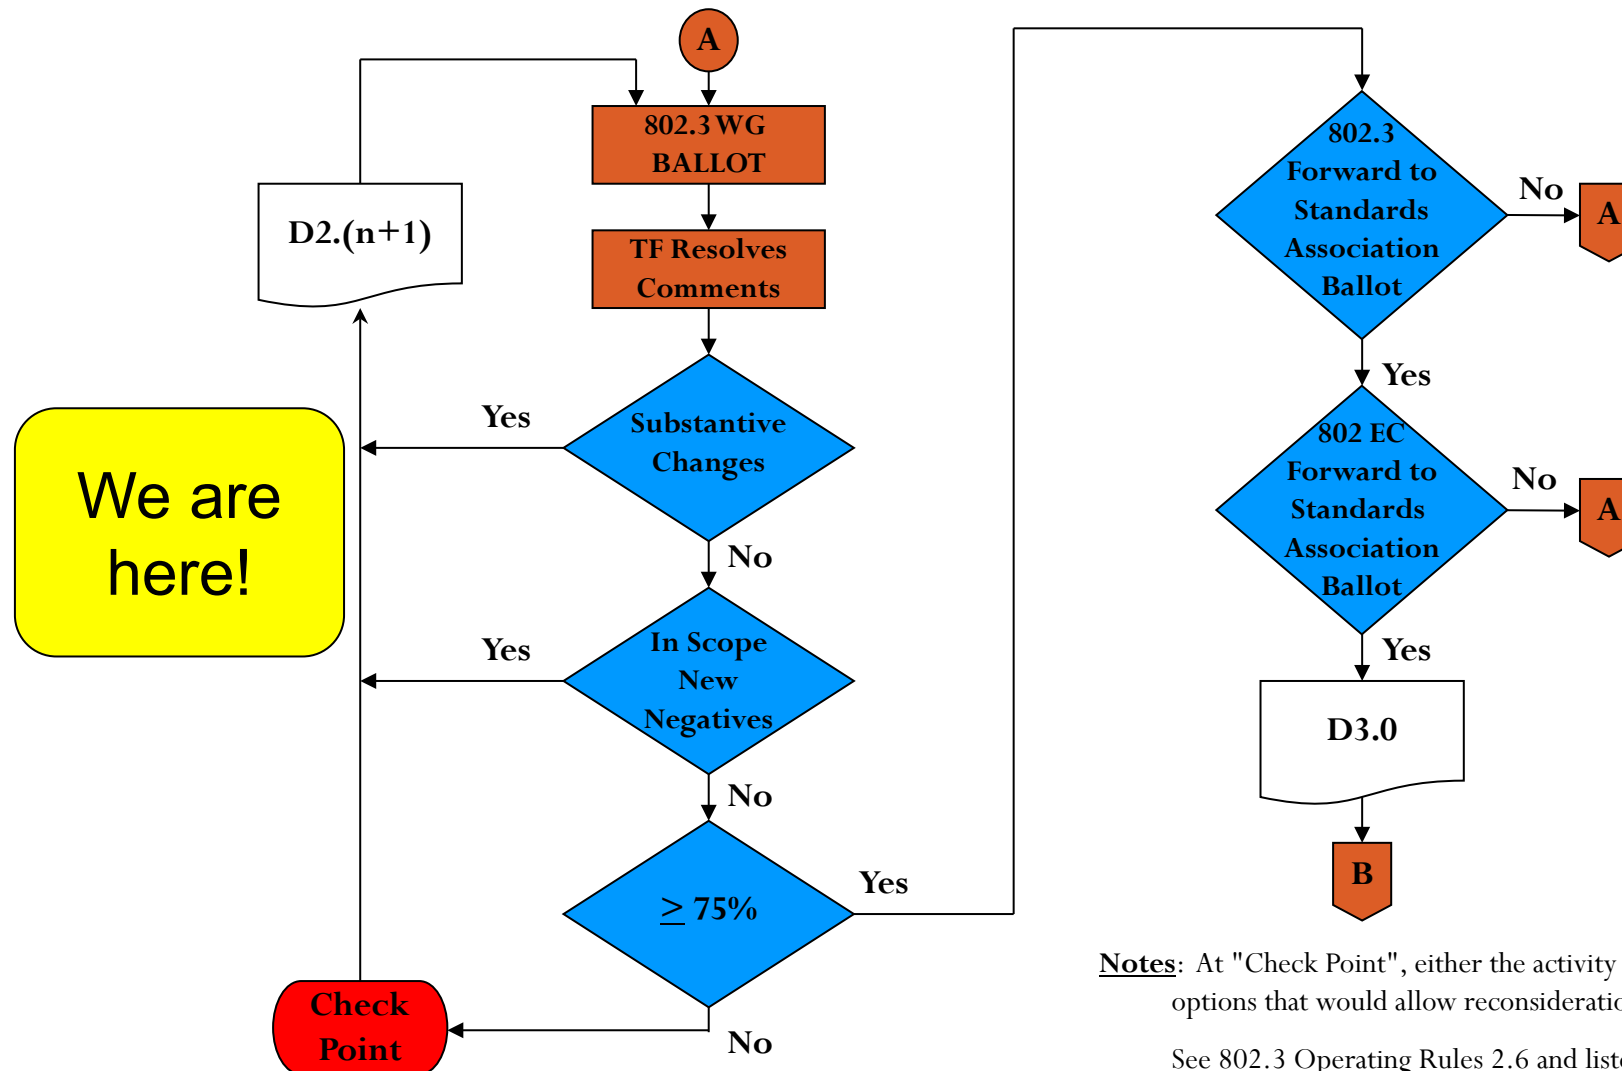 A
802.3 WG
BALLOT
D2.(n+1)
TF Resolves
Comments
Yes
Substantive
Changes
We are
here!
No
Yes
In Scope
New
Negatives
No
≥ 75%
Yes
Check
Point
No
802.3
Forward to
Standards
Association
Ballot
No
A
Yes
802 EC
Forward to
Standards
Association
Ballot
No
A
Yes
D3.0
B
Notes: At "Check Point", either the activity
options that would allow
See 802.3 Operating Rules 2.6 and